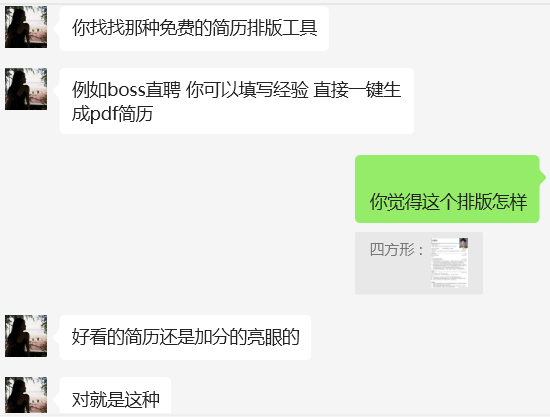 你找找那种免费的简历排版工具
例如boss直聘 你可以填写经验 直接一键生
成pdf简历
你觉得这个排版怎样
四方形：
好看的简历还是加分的亮眼的
对就是这种